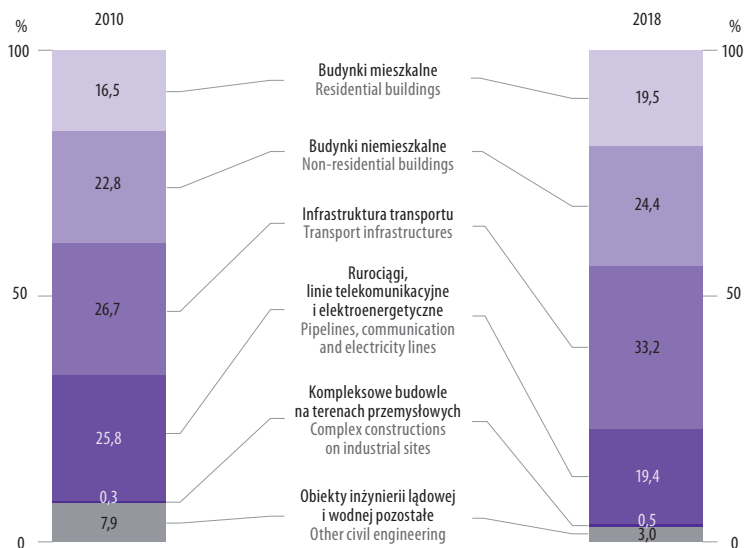 2010
2018
%
%
100
100
16,5
Budynki mieszkalne
Residential buildings
19,5
22,8
Budynki niemieszkalne
Non-residential buildings
24,4
26,7
Infrastruktura transportu
Transport infrastructures
33,2
50
50
25,8
Rurociągi,
linie telekomunikacyjne
i elektroenergetyczne
Pipelines, communication
and electricity lines
19,4
0,3
Kompleksowe budowle
na terenach przemysłowych
Complex constructions
on industrial sites
0,5
7,9
Obiekty inżynierii lądowej
i wodnej pozostałe
Other civil engineering
3,0
0
0